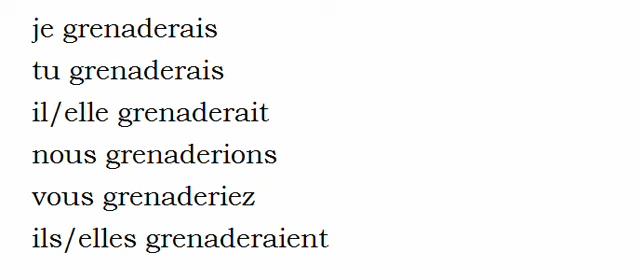 je grenaderais
tu grenaderais
il/elle grenaderait
nous grenaderions
vous grenaderiez
ils/elles grenaderaient